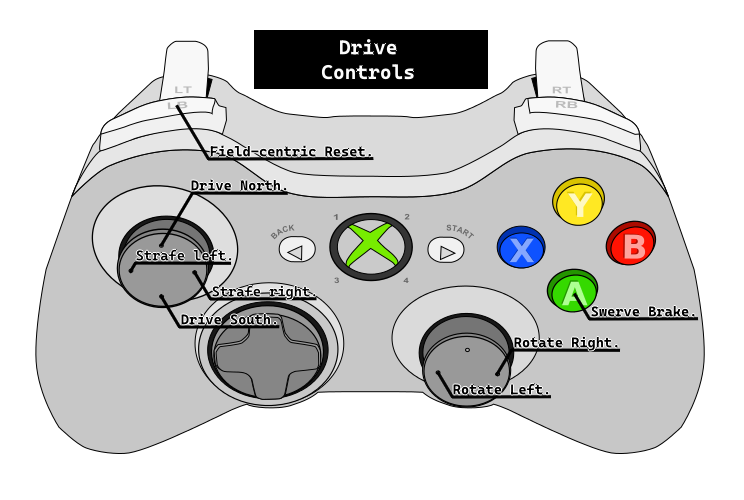 Drive
Controls
LT
RT
LB
RB
Field-centric Reset.
Drive North.
Y
1
2
BACK
START
X
B
Strafe left.
3
4
Strafe right.
A
Swerve Brake.
Drive South.
Rotate Right.
Rotate Left.